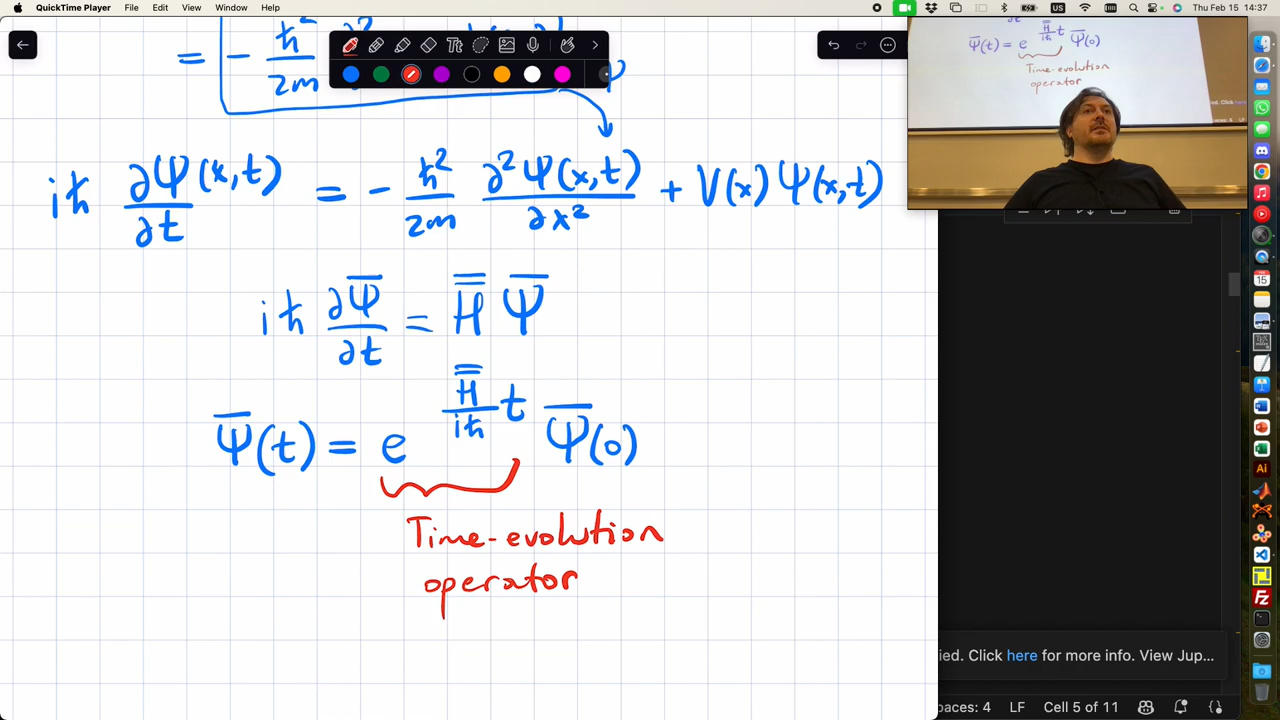 QuickTime Player File Edit View Window Help US Thu Feb 15 14:37
= - ħ²
2m
iħ ∂Ψ(x,t) = - ħ² ∂²Ψ(x,t) + V(x) Ψ(x,t)
∂t 2m ∂x²
iħ ∂Ψ̅ = H̿ Ψ̅
∂t
Ψ̅(t) = e^(H̿/iħ t) Ψ̅(0)
Time-evolution
operator
Ψ̅(t) = e^(H̿/iħ t) Ψ̅(0)
Time-evolution
operator
ied. Click here for more info. View Jup...
paces: 4 LF Cell 5 of 11